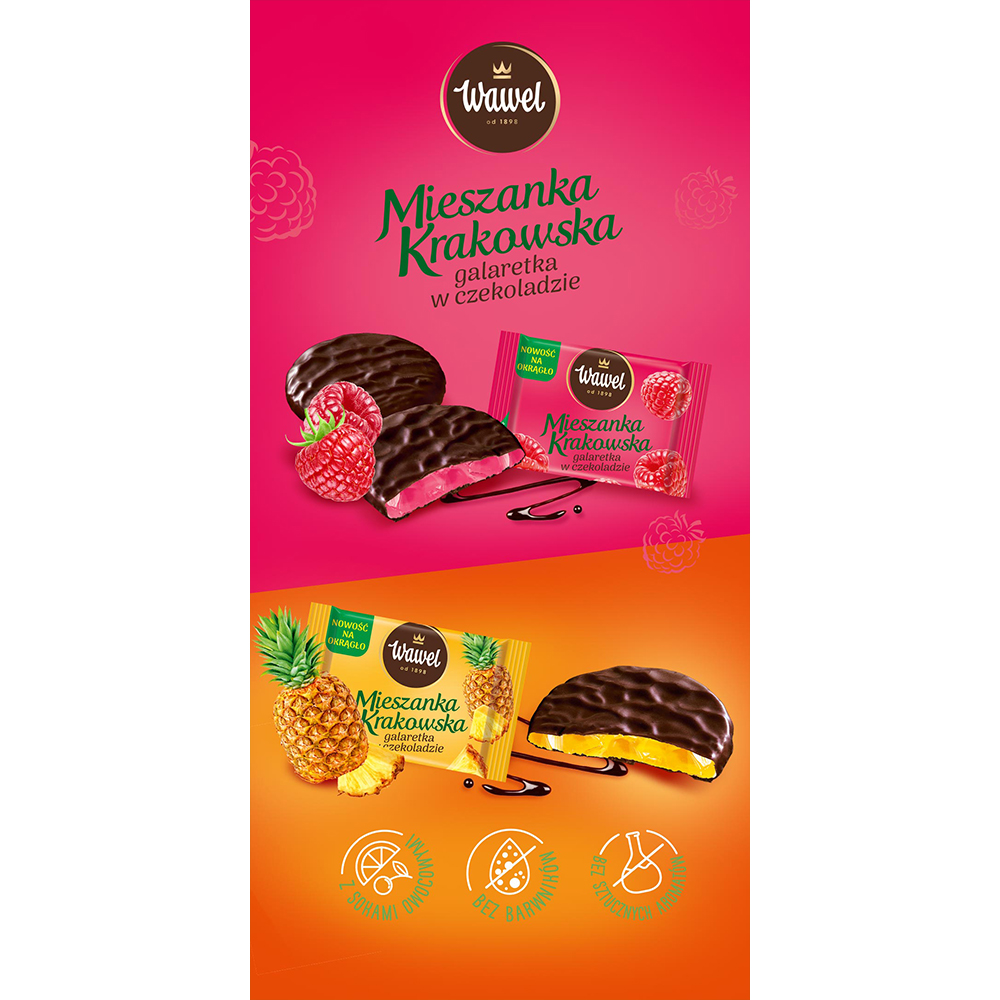 Wawel
od 1898
Mieszanka
Krakowska
galaretka
w czekoladzie
NOWOŚĆ
NA
OKRĄGŁO
Wawel
od 1898
Mieszanka
Krakowska
galaretka
w czekoladzie
NOWOŚĆ
NA
OKRĄGŁO
Wawel
od 1898
Mieszanka
Krakowska
galaretka
w czekoladzie
Z SOKAMI OWOCOWYMI
BEZ BARWNIKÓW
BEZ SZTUCZNYCH AROMATÓW